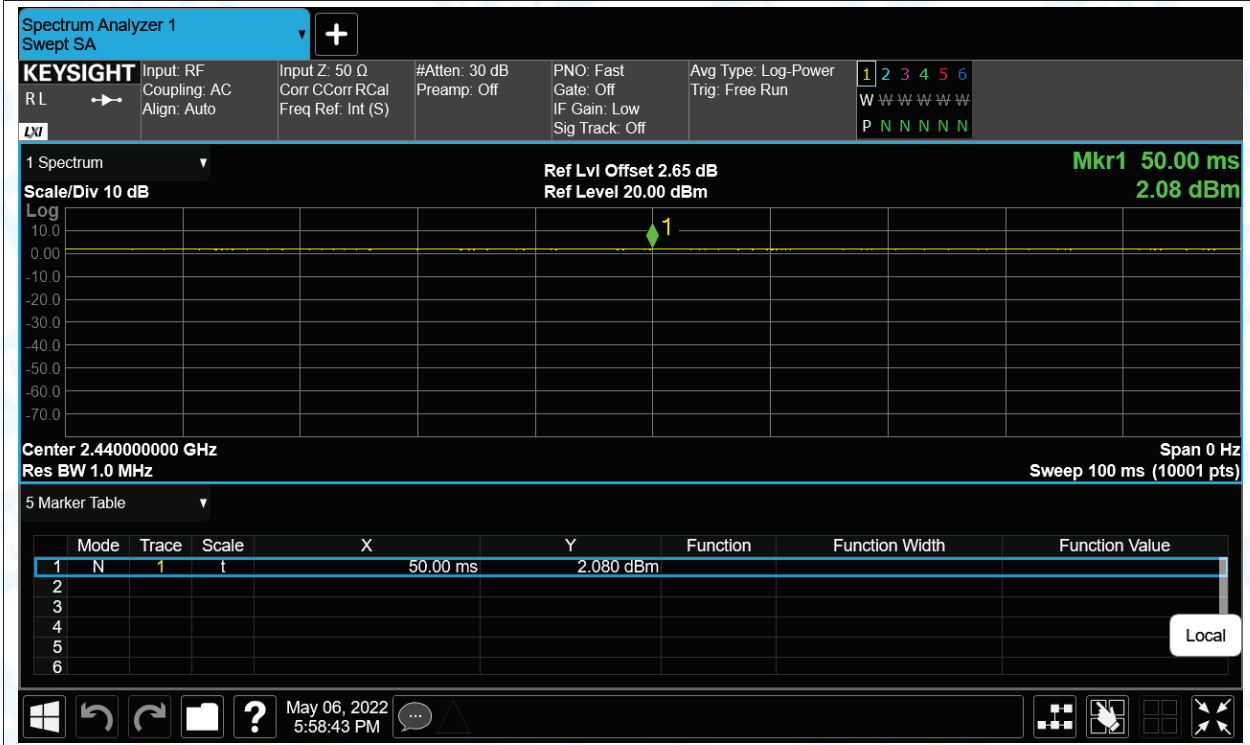 Spectrum Analyzer 1
Swept SA
KEYSIGHT Input: RF Input Z: 50 Ω #Atten: 30 dB PNO: Fast Avg Type: Log-Power 1 2 3 4 5 6
R L Coupling: AC Corr CCorr RCal Preamp: Off Gate: Off Trig: Free Run W W W W W W
Align: Auto Freq Ref: Int (S) IF Gain: Low
LXI Sig Track: Off P N N N N N
1 Spectrum Ref Lvl Offset 2.65 dB Mkr1 50.00 ms
Scale/Div 10 dB Ref Level 20.00 dBm 2.08 dBm
Log
1
10.0
0.00
-10.0
-20.0
-30.0
-40.0
-50.0
-60.0
-70.0
Center 2.440000000 GHz Span 0 Hz
Res BW 1.0 MHz Sweep 100 ms (10001 pts)
5 Marker Table
Mode Trace Scale X Y Function Function Width Function Value
1 N 1 t 50.00 ms 2.080 dBm
2
3
4
5
6
Local
? May 06, 2022
5:58:43 PM